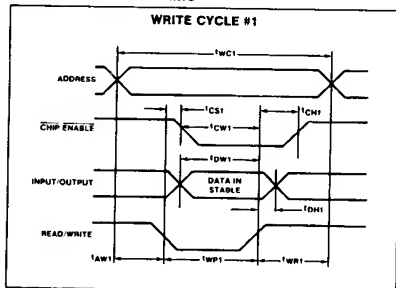 WRITE CYCLE #1
tWC1
ADDRESS
tCS1
tCH1
CHIP ENABLE
tCW1
tDW1
INPUT/OUTPUT
DATA IN
STABLE
tDH1
READ/WRITE
tAW1
tWP1
tWR1